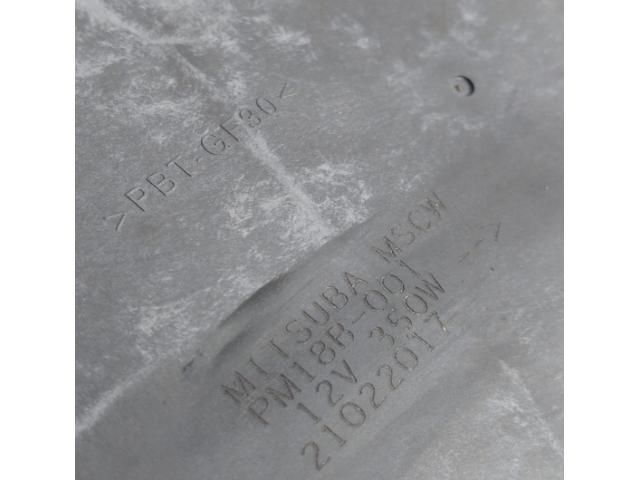 >PBT-GF30<
MITSUBA MSCW
PM18B-001
12V 350W -->
21022017